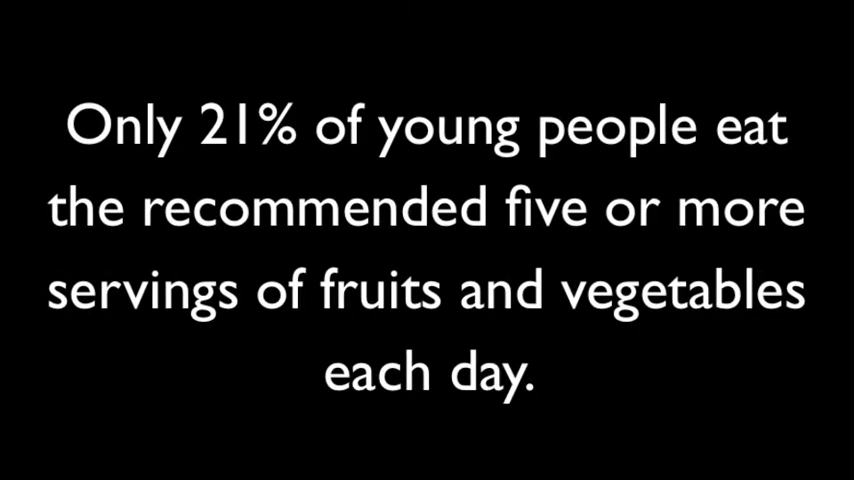 Only 21% of young people eat
the recommended five or more
servings of fruits and vegetables
each day.